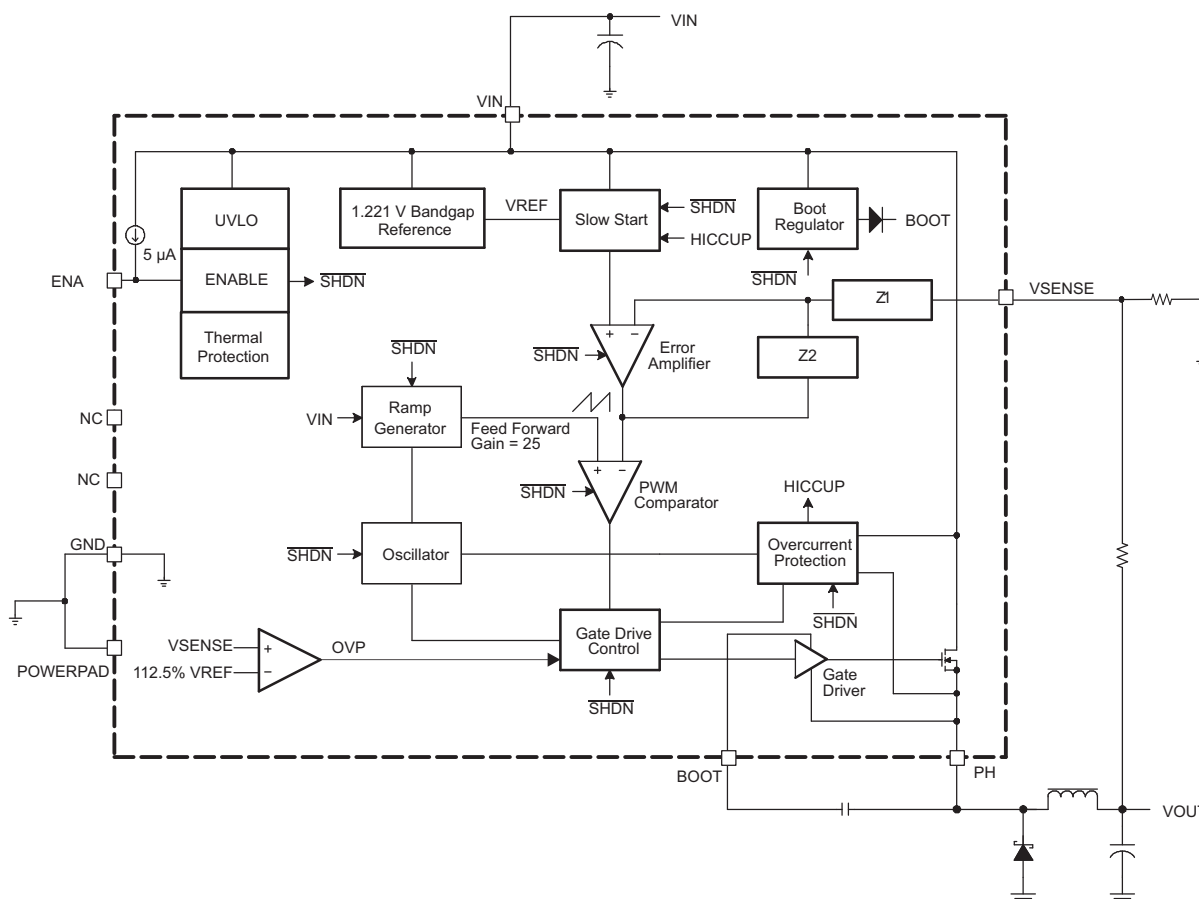 VIN
VIN
UVLO
1.221 V Bandgap
Reference
VREF
Slow Start
SHDN
HICCUP
Boot
Regulator
BOOT
5 µA
ENA
ENABLE
SHDN
SHDN
Z1
VSENSE
Thermal
Protection
SHDN
SHDN
+ −
Error
Amplifier
Z2
NC
VIN
Ramp
Generator
Feed Forward
Gain = 25
NC
SHDN
+ −
PWM
Comparator
HICCUP
GND
SHDN
Oscillator
Overcurrent
Protection
SHDN
POWERPAD
VSENSE
+
112.5% VREF
−
OVP
Gate Drive
Control
SHDN
Gate
Driver
BOOT
PH
VOUT